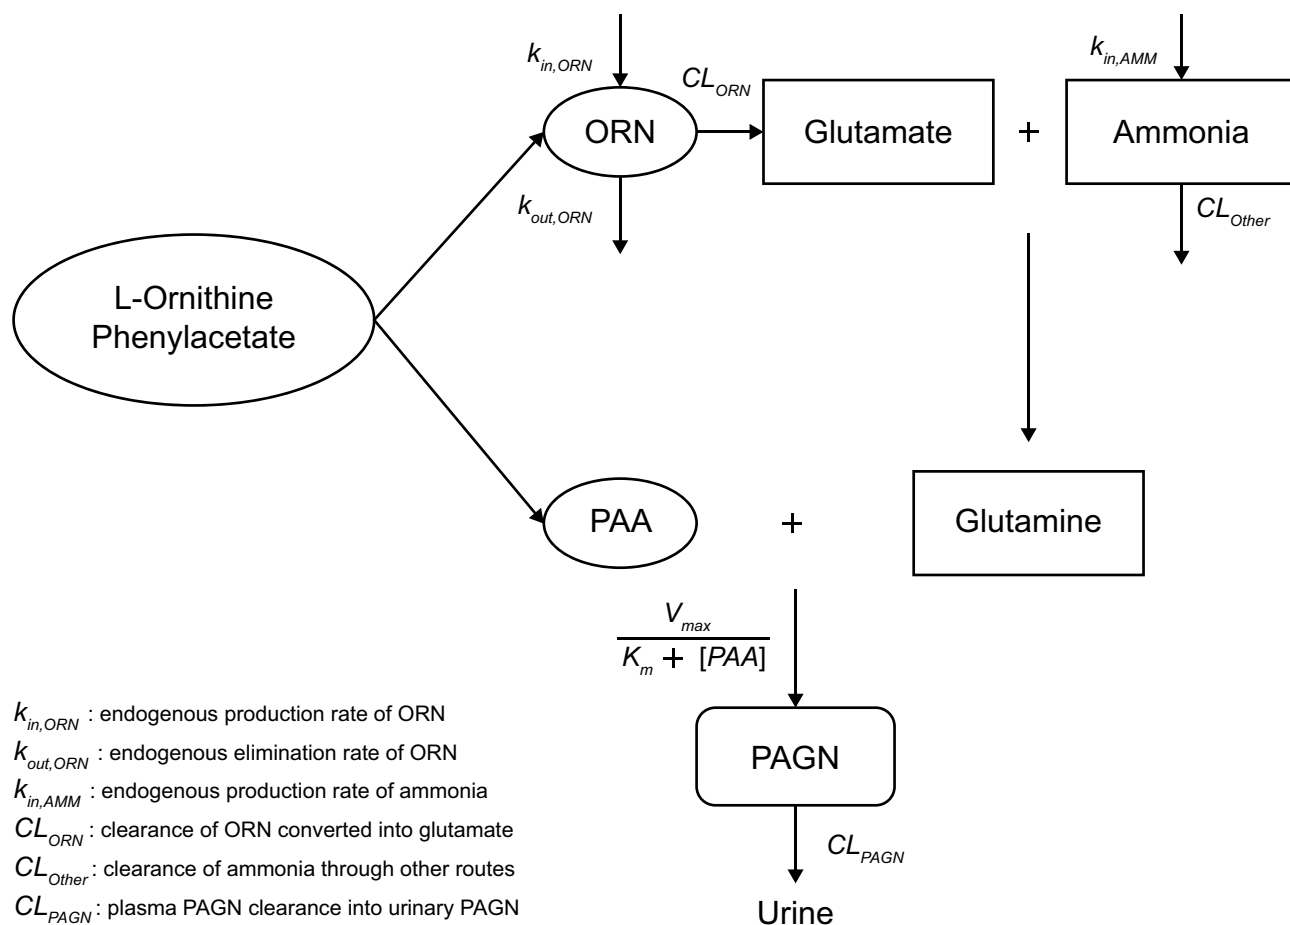 k_in,ORN
k_in,AMM
CL_ORN
ORN
Glutamate
+
Ammonia
k_out,ORN
CL_Other
L-Ornithine
Phenylacetate
PAA
+
Glutamine
V_max
K_m + [PAA]
PAGN
CL_PAGN
Urine
k_in,ORN : endogenous production rate of ORN
k_out,ORN : endogenous elimination rate of ORN
k_in,AMM : endogenous production rate of ammonia
CL_ORN : clearance of ORN converted into glutamate
CL_Other : clearance of ammonia through other routes
CL_PAGN : plasma PAGN clearance into urinary PAGN